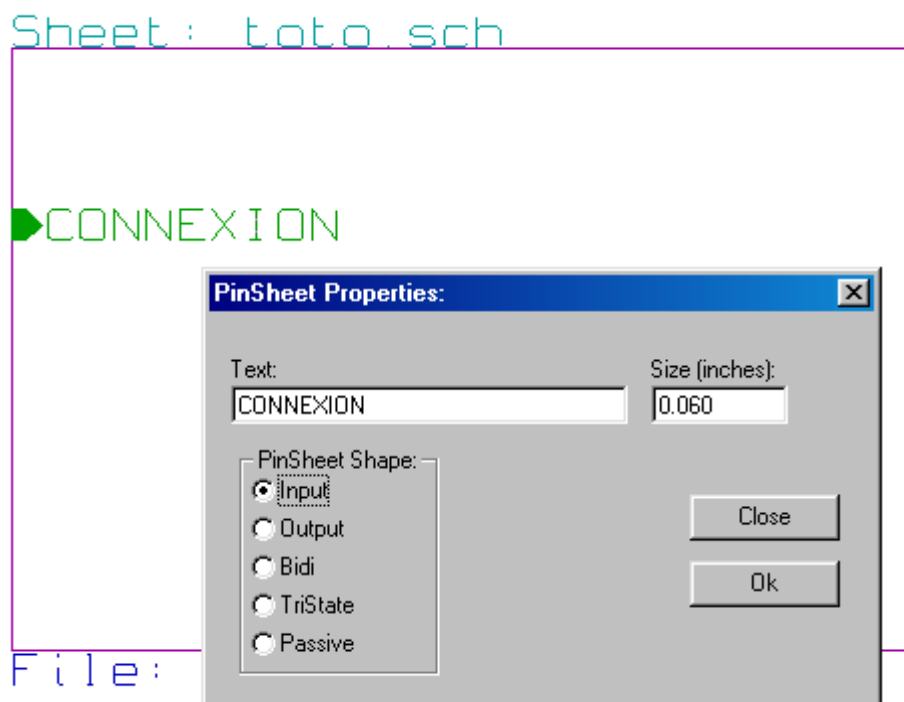 Sheet: toto.sch
CONNEXION
PinSheet Properties:
Text:
Size (inches):
CONNEXION
0.060
PinSheet Shape:
Input
Output
Bidi
TriState
Passive
Close
Ok
File: